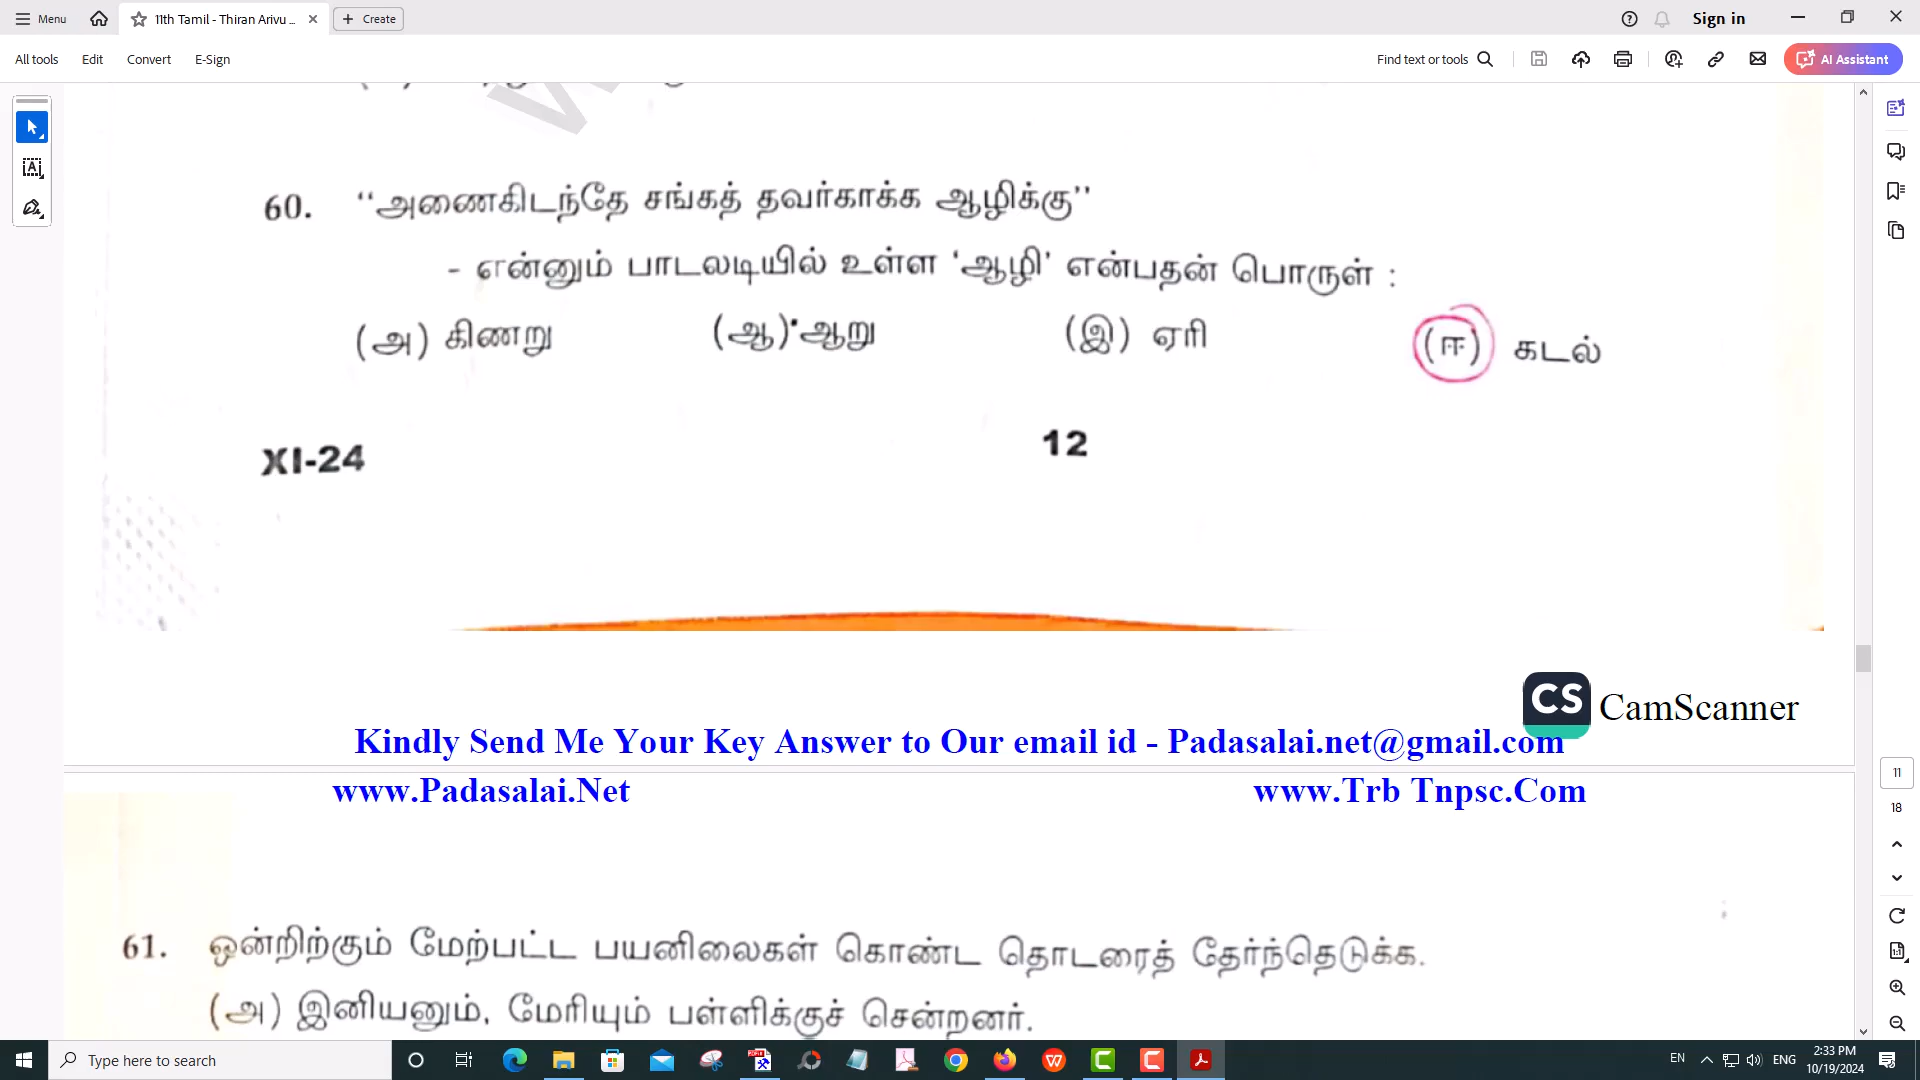 Menu
11th Tamil - Thiran Arivu ...
Create
Sign in
All tools
Edit
Convert
E-Sign
Find text or tools
AI Assistant
60. “அணைகிடந்தே சங்கத் தவர்காக்க ஆழிக்கு”
- என்னும் பாடலடியில் உள்ள ‘ஆழி’ என்பதன் பொருள் :
(அ) கிணறு (ஆ) ஆறு (இ) ஏரி (ஈ) கடல்
XI-24 12
CS CamScanner
Kindly Send Me Your Key Answer to Our email id - Padasalai.net@gmail.com
www.Padasalai.Net www.Trb Tnpsc.Com
11
18
61. ஒன்றிற்கும் மேற்பட்ட பயனிலைகள் கொண்ட தொடரைத் தேர்ந்தெடுக்க.
(அ) இனியனும், மேரியும் பள்ளிக்குச் சென்றனர்.
Type here to search
EN
ENG
2:33 PM
10/19/2024